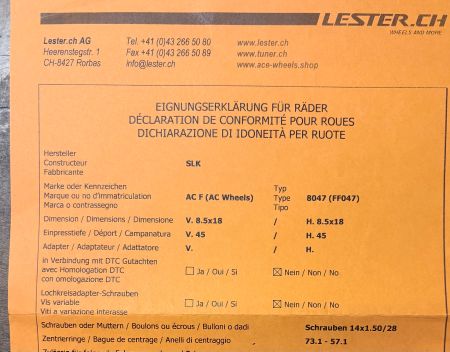 LESTER.CH
WHEELS AND MORE
Lester.ch AG Tel. +41 (0)43 266 50 80 www.lester.ch
Heerenstegstr. 1 Fax +41 (0)43 266 50 89 www.tuner.ch
CH-8427 Rorbas info@lester.ch www.ace-wheels.shop
EIGNUNGSERKLÄRUNG FÜR RÄDER
DÉCLARATION DE CONFORMITÉ POUR ROUES
DICHIARAZIONE DI IDONEITÀ PER RUOTE
Hersteller
Constructeur SLK
Fabbricante
Marke oder Kennzeichen Typ
Marque ou no d'immatriculation AC F (AC Wheels) Type 8047 (FF047)
Marca o contrassegno Tipo
Dimension / Dimensions / Dimensione V. 8.5x18 / H. 8.5x18
Einpresstiefe / Déport / Campanatura V. 45 / H. 45
Adapter / Adaptateur / Adattatore V. / H.
in Verbindung mit DTC Gutachten
avec Homologation DTC ☐ Ja / Oui / Si ☒ Nein / Non / No
con omologazione DTC
Lochkreisadapter-Schrauben
Vis variable ☐ Ja / Oui / Si ☒ Nein / Non / No
Viti a variazione interasse
Schrauben oder Muttern / Boulons ou écrous / Bulloni o dadi Schrauben 14x1.50/28
Zentrierringe / Bague de centrage / Anelli di centraggio 73.1 - 57.1